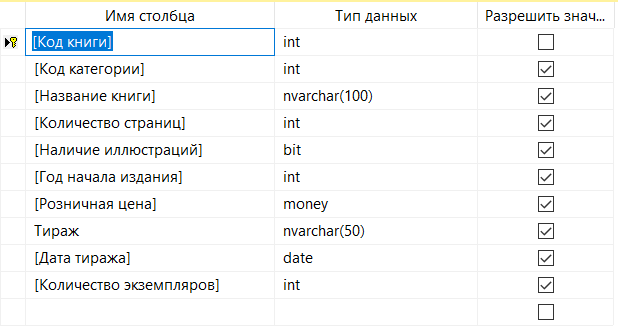 Имя столбца Тип данных Разрешить знач...
[Код книги] int
[Код категории] int
[Название книги] nvarchar(100)
[Количество страниц] int
[Наличие иллюстраций] bit
[Год начала издания] int
[Розничная цена] money
Тираж nvarchar(50)
[Дата тиража] date
[Количество экземпляров] int